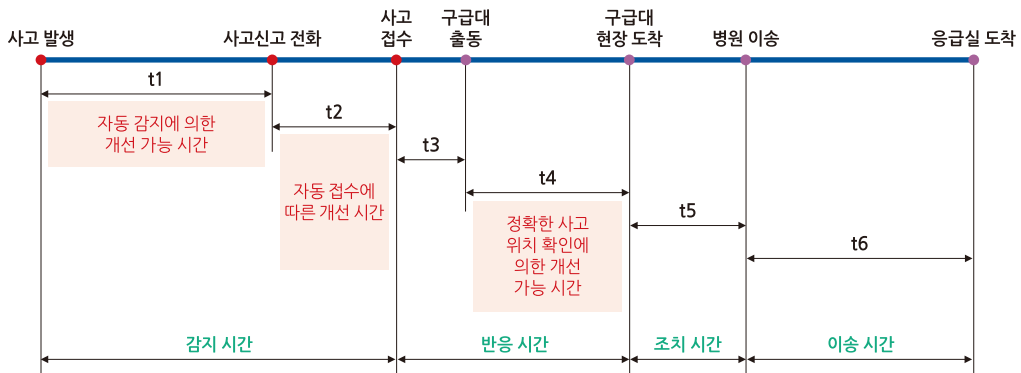 사고 발생
사고신고 전화
사고
접수
구급대
출동
구급대
현장 도착
병원 이송
응급실 도착
t1
자동 감지에 의한
개선 가능 시간
t2
자동 접수에
따른 개선 시간
t3
t4
정확한 사고
위치 확인에
의한 개선
가능 시간
t5
t6
감지 시간
반응 시간
조치 시간
이송 시간